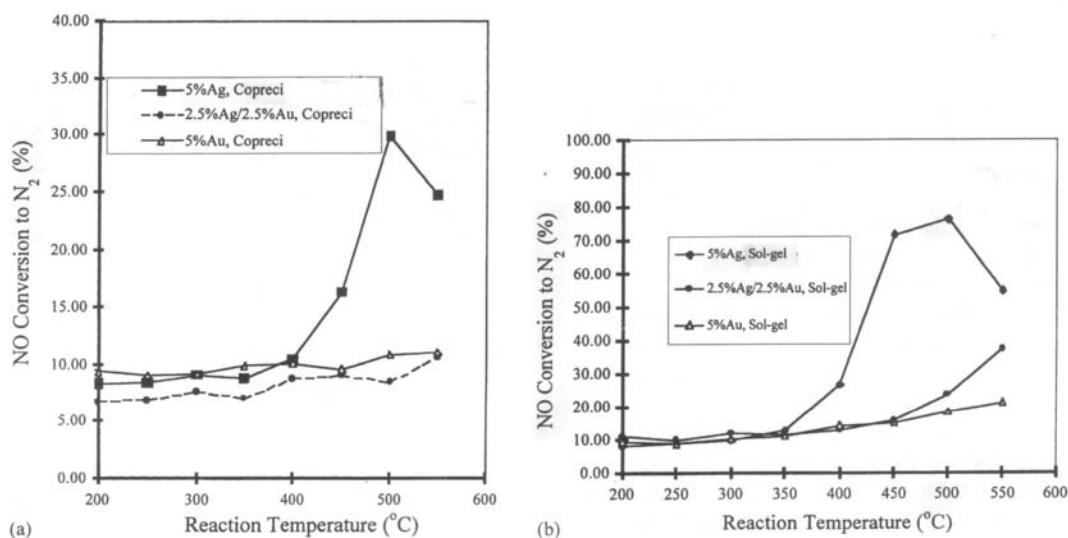 40.00
35.00
30.00
25.00
20.00
15.00
10.00
5.00
0.00
NO Conversion to N2 (%)
5%Ag, Copreci
2.5%Ag/2.5%Au, Copreci
5%Au, Copreci
200 300 400 500 600
Reaction Temperature (°C)
(a)
100.00
90.00
80.00
70.00
60.00
50.00
40.00
30.00
20.00
10.00
0.00
NO Conversion to N2 (%)
5%Ag, Sol-gel
2.5%Ag/2.5%Au, Sol-gel
5%Au, Sol-gel
200 250 300 350 400 450 500 550 600
Reaction Temperature (°C)
(b)